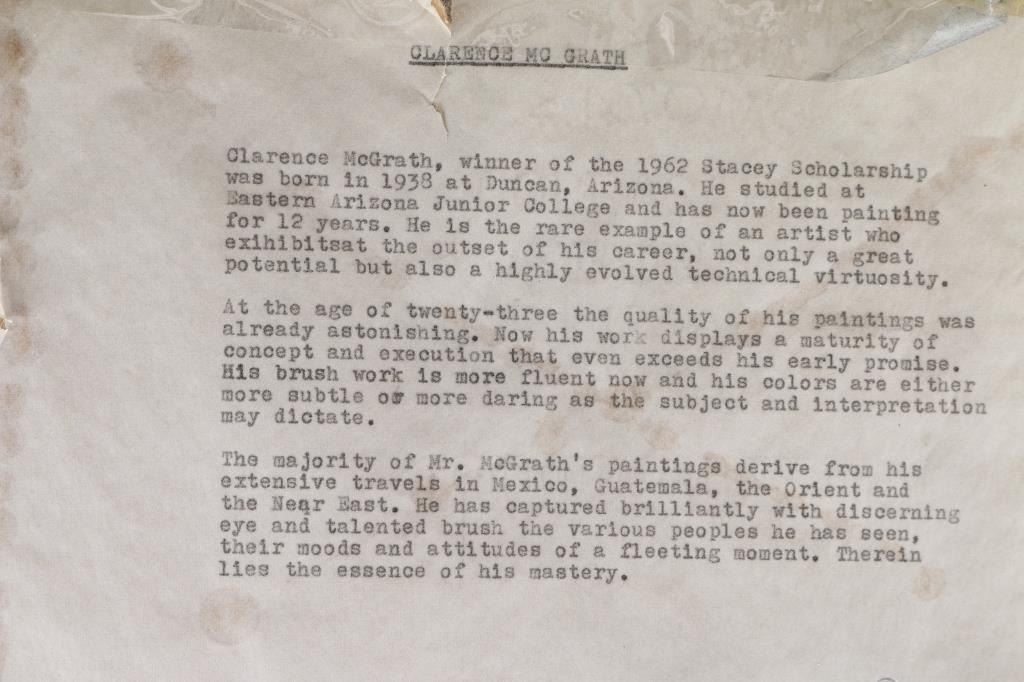 CLARENCE MC GRATH
Clarence McGrath, winner of the 1962 Stacey Scholarship
was born in 1938 at Duncan, Arizona. He studied at
Eastern Arizona Junior College and has now been painting
for 12 years. He is the rare example of an artist who
exihibitsat the outset of his career, not only a great
potential but also a highly evolved technical virtuosity.
At the age of twenty-three the quality of his paintings was
already astonishing. Now his work displays a maturity of
concept and execution that even exceeds his early promise.
His brush work is more fluent now and his colors are either
more subtle or more daring as the subject and interpretation
may dictate.
The majority of Mr. McGrath's paintings derive from his
extensive travels in Mexico, Guatemala, the Orient and
the Near East. He has captured brilliantly with discerning
eye and talented brush the various peoples he has seen,
their moods and attitudes of a fleeting moment. Therein
lies the essence of his mastery.